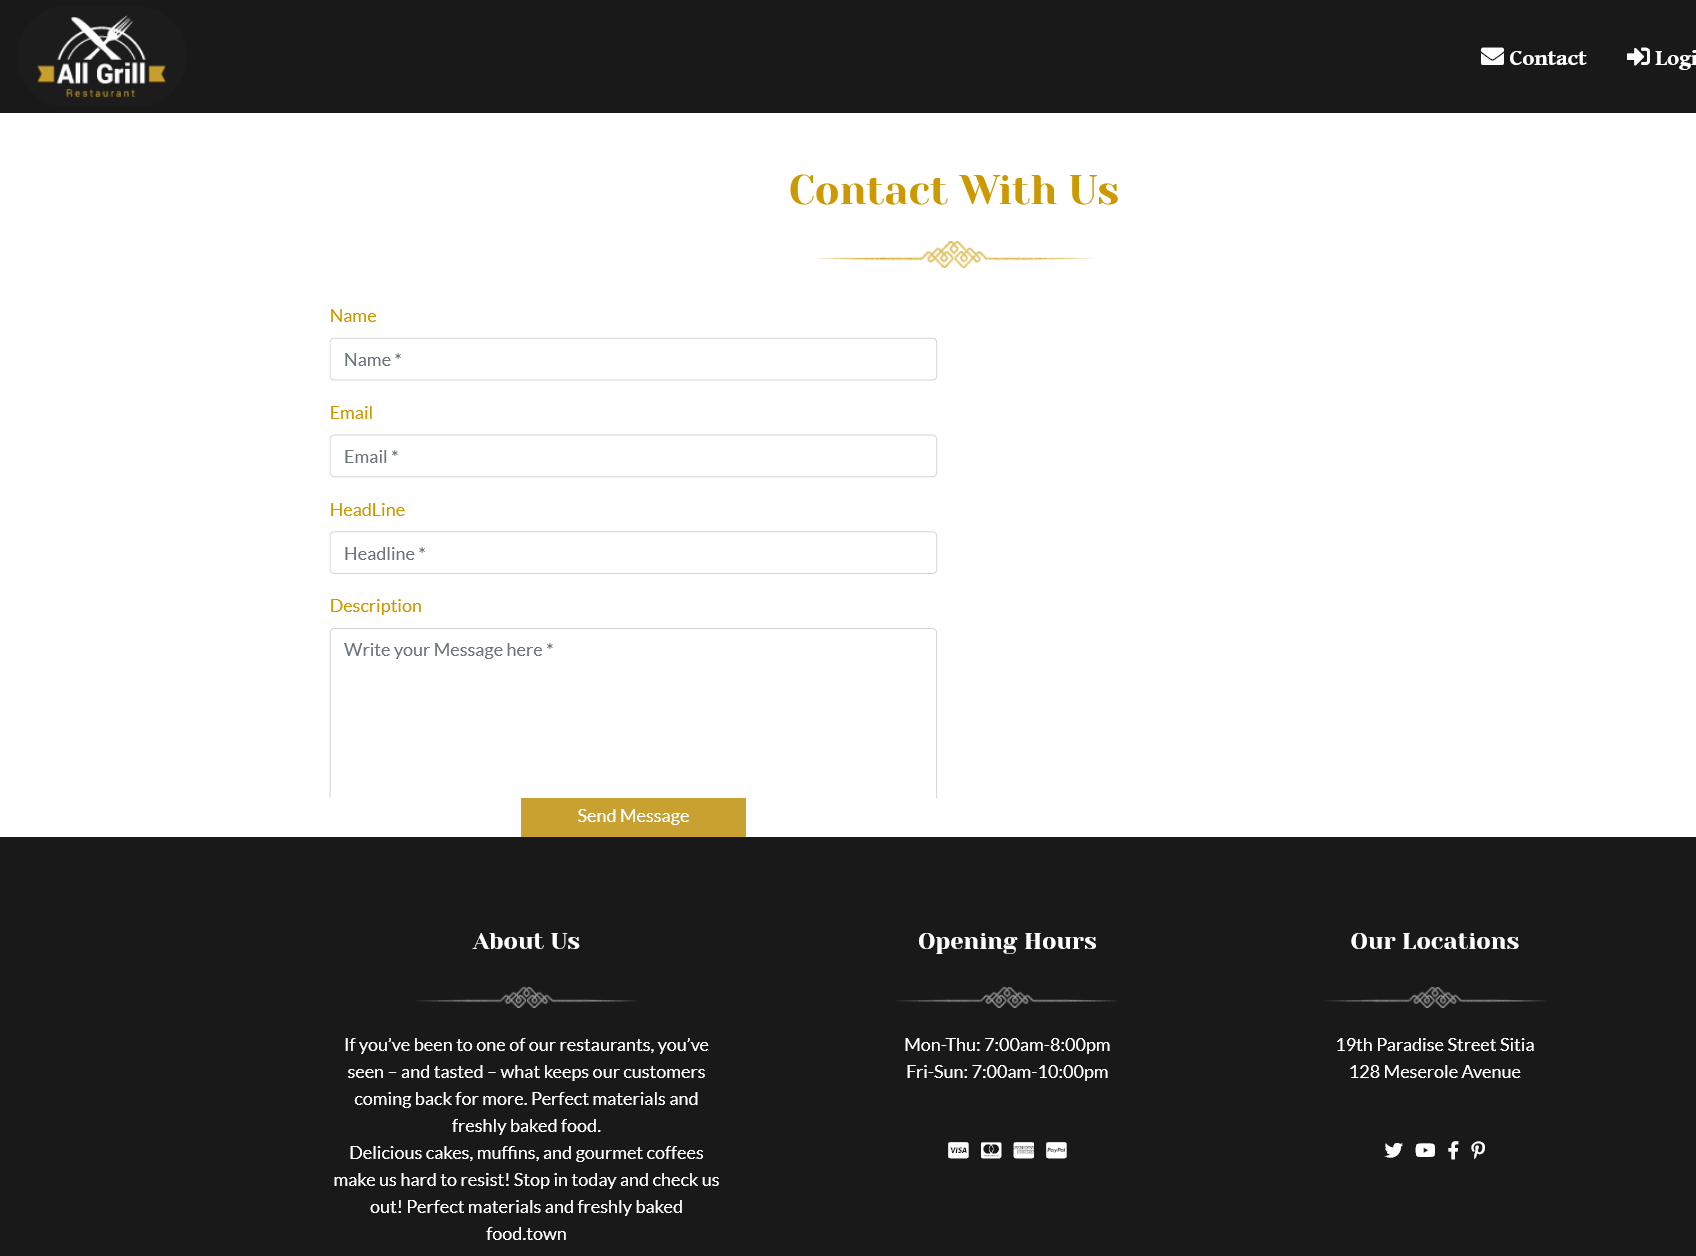 All Grill
Restaurant
Contact
Logi
Contact With Us
Name
Name *
Email
Email *
HeadLine
Headline *
Description
Write your Message here *
Send Message
About Us
If you’ve been to one of our restaurants, you’ve
seen – and tasted – what keeps our customers
coming back for more. Perfect materials and
freshly baked food.
Delicious cakes, muffins, and gourmet coffees
make us hard to resist! Stop in today and check us
out! Perfect materials and freshly baked
food.town
Opening Hours
Mon-Thu: 7:00am-8:00pm
Fri-Sun: 7:00am-10:00pm
VISA
PayPal
Our Locations
19th Paradise Street Sitia
128 Meserole Avenue